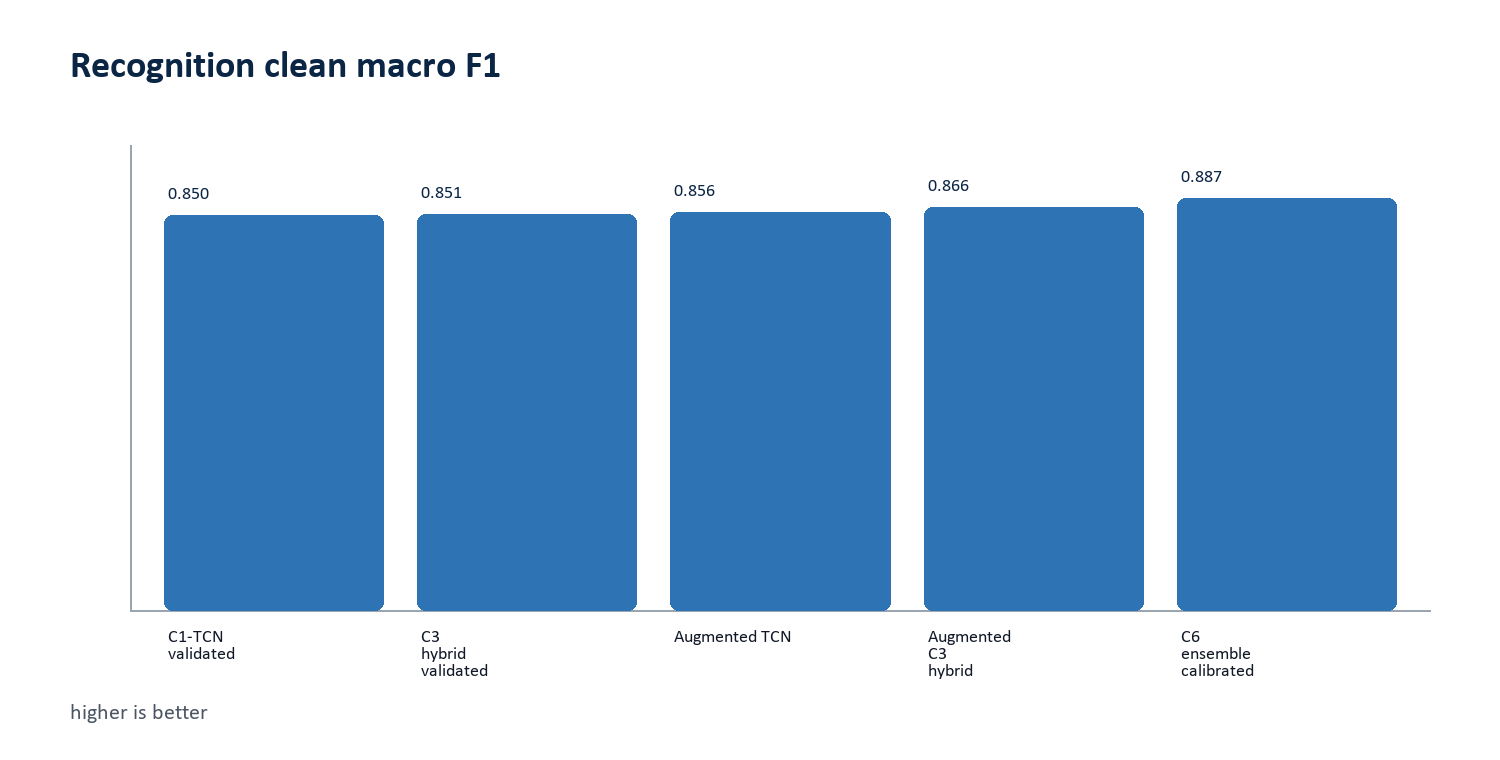 Recognition clean macro F1
0.850
0.851
0.856
0.866
0.887
C1-TCN
validated
C3
hybrid
validated
Augmented TCN
Augmented
C3
hybrid
C6
ensemble
calibrated
higher is better